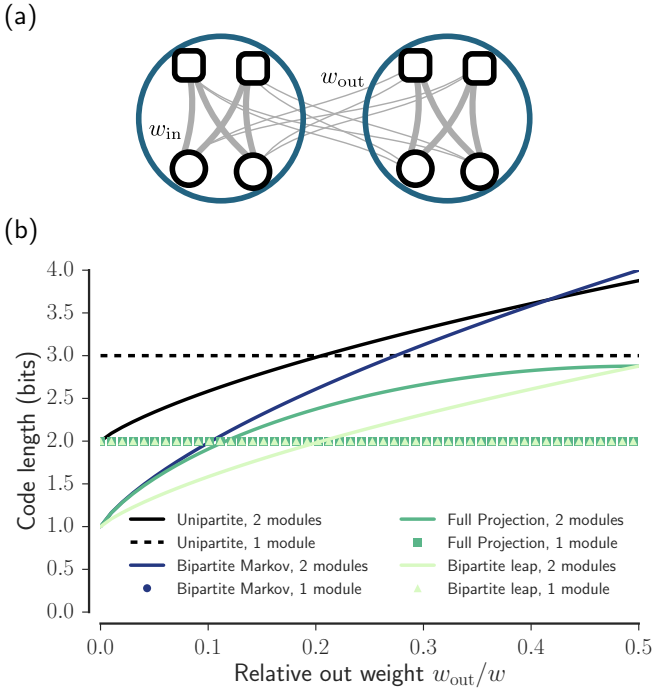 (a)
w_out
w_in
(b)
4.0
3.5
3.0
2.5
2.0
1.5
1.0
0.5
0.0
Code length (bits)
Unipartite, 2 modules
Unipartite, 1 module
Bipartite Markov, 2 modules
Bipartite Markov, 1 module
Full Projection, 2 modules
Full Projection, 1 module
Bipartite leap, 2 modules
Bipartite leap, 1 module
0.0 0.1 0.2 0.3 0.4 0.5
Relative out weight w_out/w